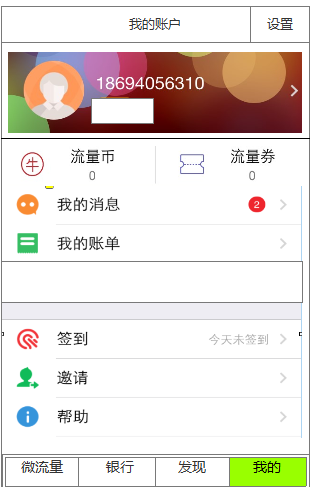 我的账户 设置
18694056310
牛 流量币 流量券
0 0
我的消息 2
我的账单
签到 今天未签到
邀请
帮助
微流量 银行 发现 我的